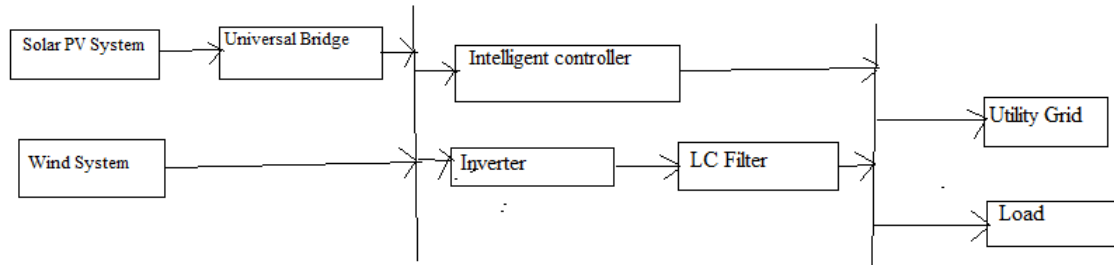 Solar PV System
Universal Bridge
Intelligent controller
Utility Grid
Wind System
Inverter
LC Filter
Load